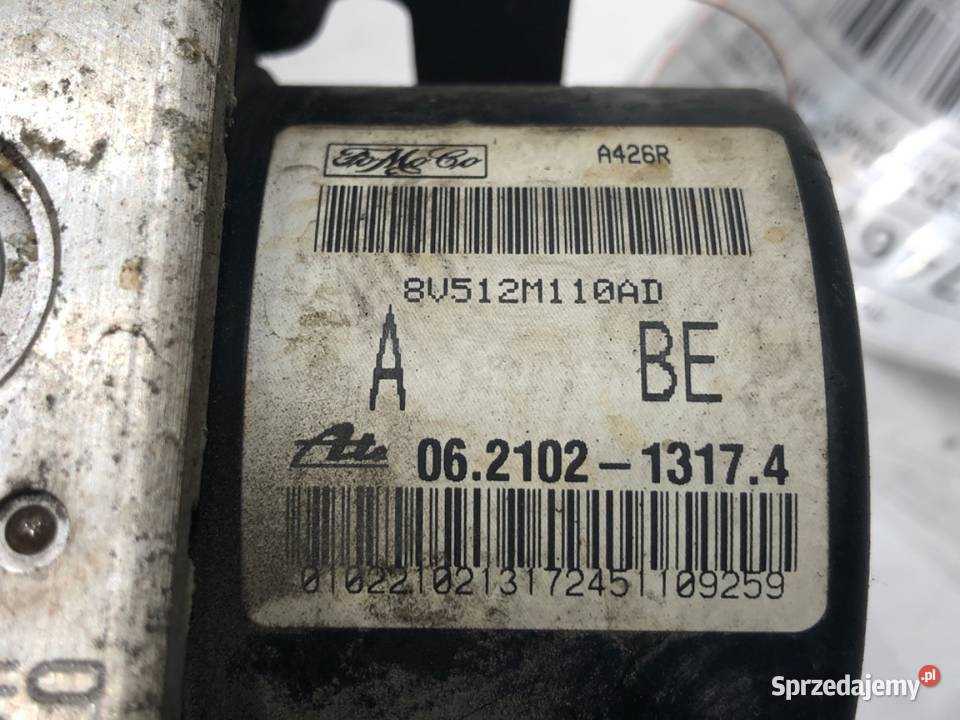 FoMoCo A426R
8V512M110AD
A BE
Ate 06.2102-1317.4
0102210213172451109259
Sprzedajemy.pl